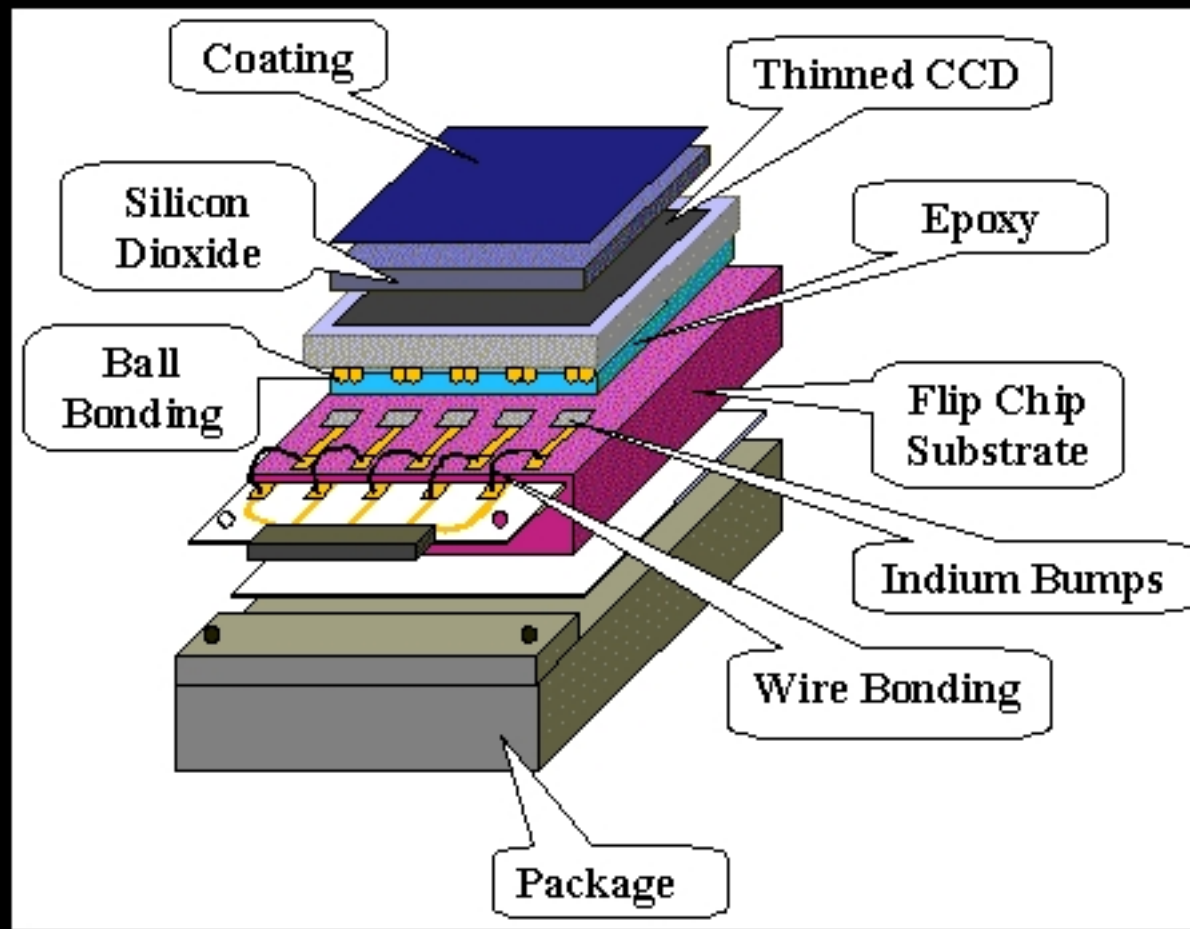 Coating
Thinned CCD
Silicon
Dioxide
Epoxy
Ball
Bonding
Flip Chip
Substrate
Indium Bumps
Wire Bonding
Package